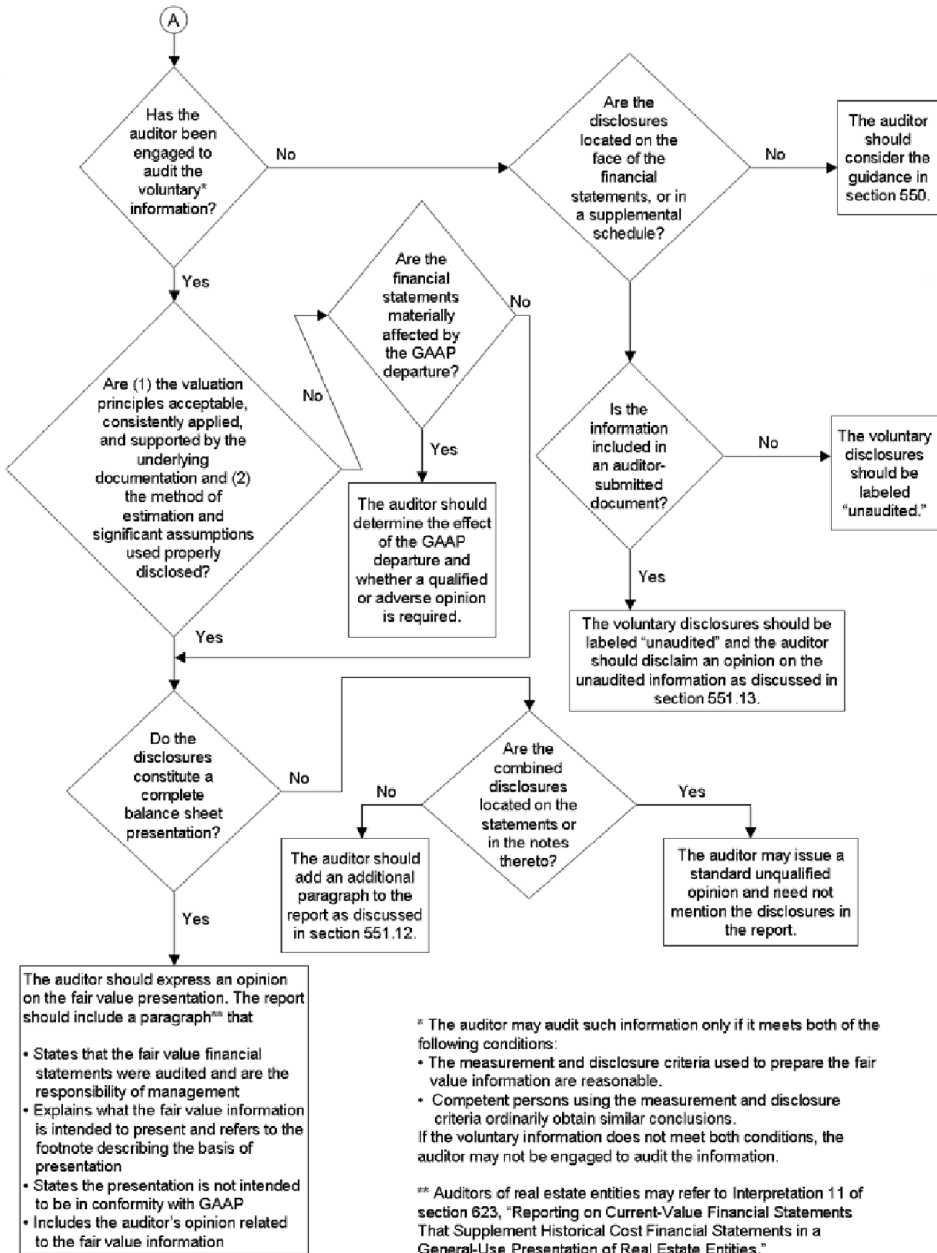 A
Has the
auditor been
engaged to
audit the
voluntary*
information?
No
Are the
disclosures
located on the
face of the
financial
statements, or in
a supplemental
schedule?
No
The auditor
should
consider the
guidance in
section 550.
Yes
Are the
financial
statements
materially
affected by
the GAAP
departure?
No
Are (1) the valuation
principles acceptable,
consistently applied,
and supported by the
underlying
documentation and (2)
the method of
estimation and
significant assumptions
used properly
disclosed?
No
Yes
The auditor should
determine the effect
of the GAAP
departure and
whether a qualified
or adverse opinion
is required.
Is the
information
included in
an auditor-
submitted
document?
No
The voluntary
disclosures
should be
labeled
"unaudited."
Yes
The voluntary disclosures should be
labeled "unaudited" and the auditor
should disclaim an opinion on the
unaudited information as discussed in
section 551.13.
Yes
Do the
disclosures
constitute a
complete
balance sheet
presentation?
No
Are the
combined
disclosures
located on the
statements or
in the notes
thereto?
No
The auditor should
add an additional
paragraph to the
report as discussed
in section 551.12.
Yes
The auditor may issue a
standard unqualified
opinion and need not
mention the disclosures in
the report.
Yes
The auditor should express an opinion
on the fair value presentation. The report
should include a paragraph** that
• States that the fair value financial
statements were audited and are the
responsibility of management
• Explains what the fair value information
is intended to present and refers to the
footnote describing the basis of
presentation
• States the presentation is not intended
to be in conformity with GAAP
• Includes the auditor's opinion related
to the fair value information
* The auditor may audit such information only if it meets both of the
following conditions:
• The measurement and disclosure criteria used to prepare the fair
value information are reasonable.
• Competent persons using the measurement and disclosure
criteria ordinarily obtain similar conclusions.
If the voluntary information does not meet both conditions, the
auditor may not be engaged to audit the information.
** Auditors of real estate entities may refer to Interpretation 11 of
section 623, "Reporting on Current-Value Financial Statements
That Supplement Historical Cost Financial Statements in a
General-Use Presentation of Real Estate Entities."